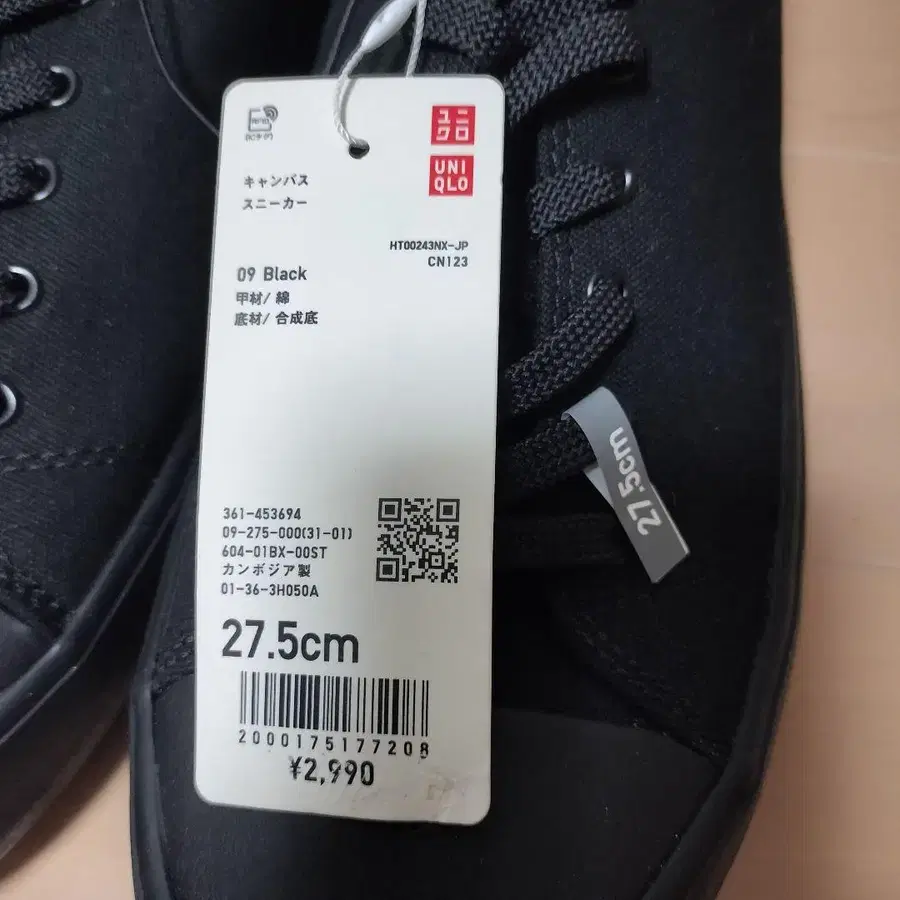 ユニ
クロ
UNI
QLO
キャンバス
スニーカー
HT00243NX-JP
CN123
09 Black
甲材/ 綿
底材/ 合成底
361-453694
09-275-000(31-01)
604-01BX-00ST
カンボジア製
01-36-3H050A
27.5cm
2000175177208
¥2,990
27.5cm